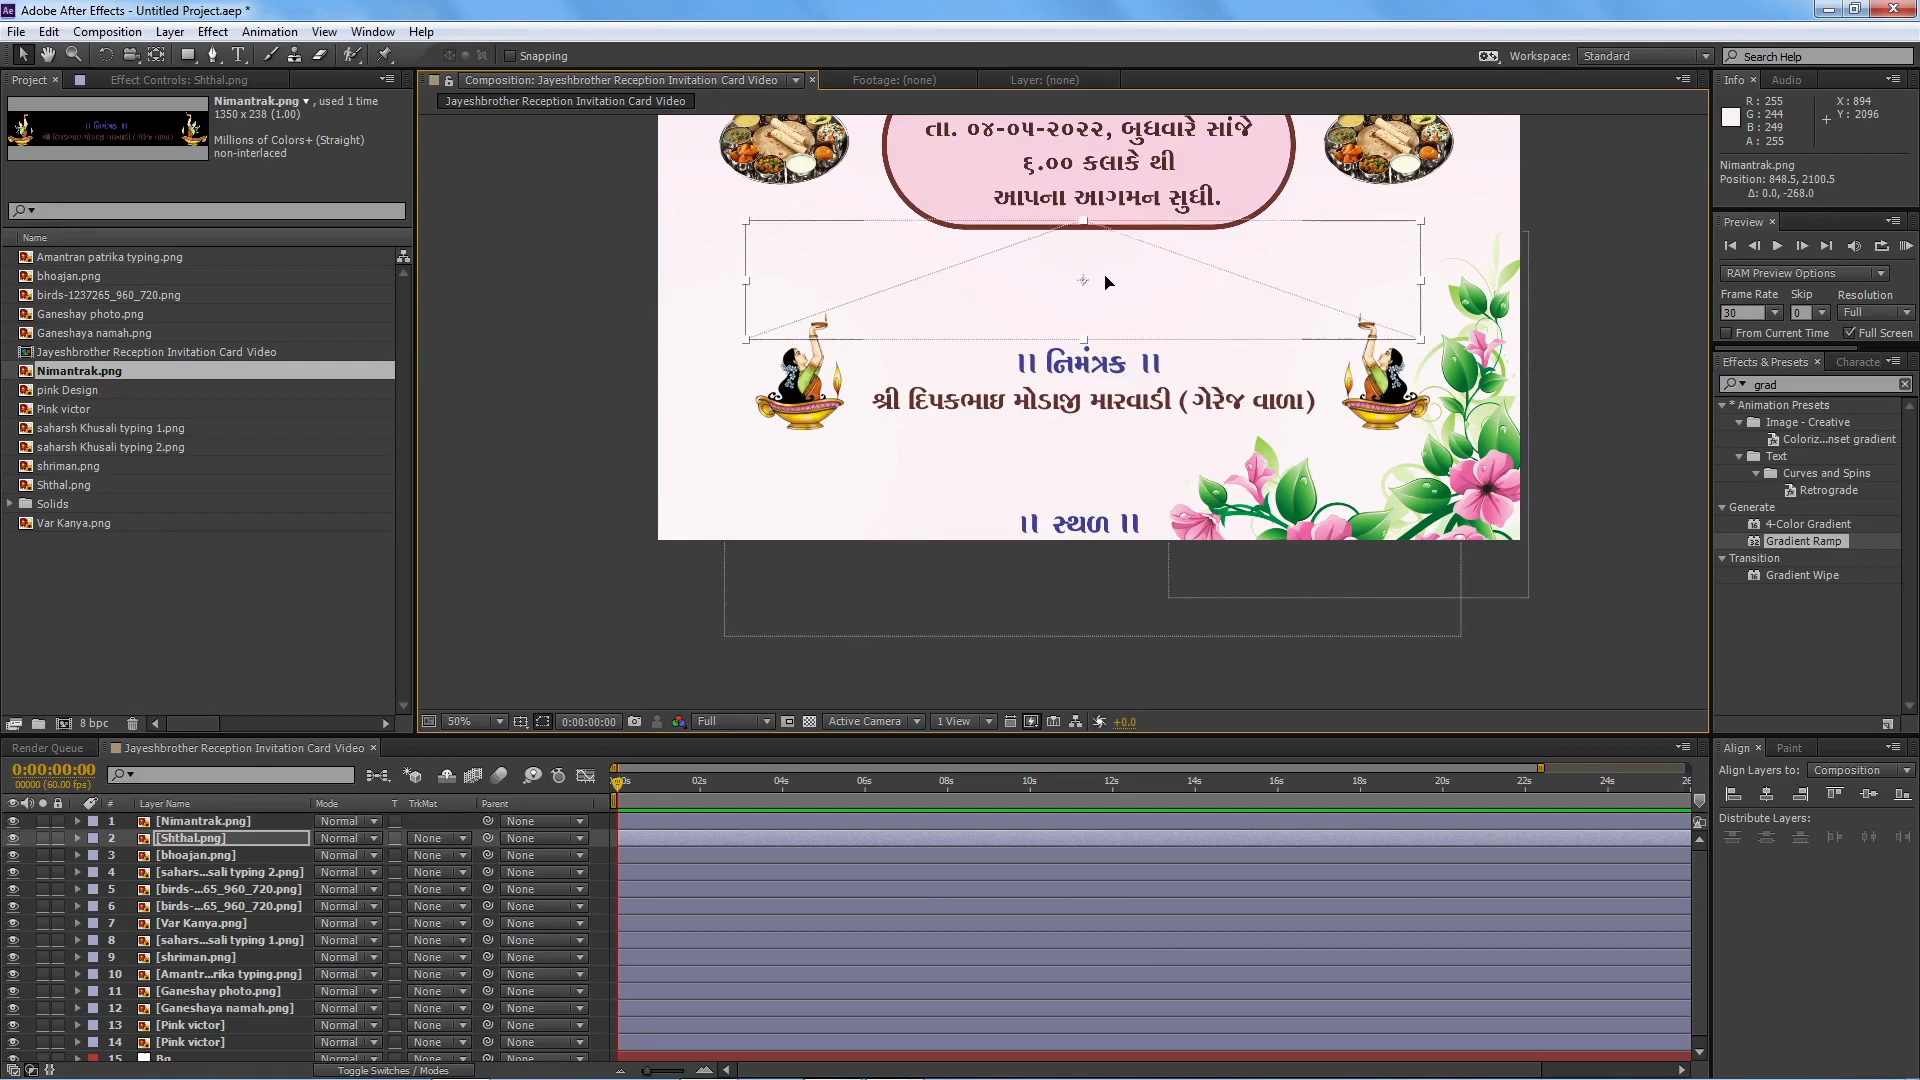 Adobe After Effects - Untitled Project.aep *
File Edit Composition Layer Effect Animation View Window Help
Snapping
Workspace: Standard
Search Help
Project
Effect Controls: Shthal.png
Composition: Jayeshbrother Reception Invitation Card Video
Footage: (none)
Layer: (none)
Jayeshbrother Reception Invitation Card Video
Nimantrak.png , used 1 time
1350 x 238 (1.00)
Millions of Colors+ (Straight)
non-interlaced
Name
Amantran patrika typing.png
bhoajan.png
birds-1237265_960_720.png
Ganeshay photo.png
Ganeshaya namah.png
Jayeshbrother Reception Invitation Card Video
Nimantrak.png
pink Design
Pink victor
saharsh Khusali typing 1.png
saharsh Khusali typing 2.png
shriman.png
Shthal.png
Solids
Var Kanya.png
8 bpc
તા. ૦૪-૦૫-૨૦૨૨, બુધવારે સાંજે
૬.૦૦ કલાકે થી
આપના આગમન સુધી.
।। નિમંત્રક ।।
શ્રી દિપકભાઇ મોડાજી મારવાડી (ગેરેજ વાળા)
।। સ્થળ ।।
50% 0:00:00:00 Full Active Camera 1 View +0.0
Info Audio
R : 255
G : 249
B : 249
A : 255
X : 894
Y : 2096
Nimantrak.png
Position: 848.5, 2100.5
Δ: 0.0, -268.0
Preview
RAM Preview Options
Frame Rate Skip Resolution
30 0 Full
From Current Time Full Screen
Effects & Presets Characte
grad
* Animation Presets
Image - Creative
Coloriz...nset gradient
Text
Curves and Spins
Retrograde
Generate
4-Color Gradient
Gradient Ramp
Transition
Gradient Wipe
Align Paint
Align Layers to: Composition
Distribute Layers:
Render Queue
Jayeshbrother Reception Invitation Card Video
0:00:00:00
00000 (60.00 fps)
02s 04s 06s 08s 10s 12s 14s 16s 18s 20s 22s 24s
# Layer Name Mode T TrkMat Parent
1 [Nimantrak.png] Normal None
2 [Shthal.png] Normal None None
3 [bhoajan.png] Normal None None
4 [sahars...sali typing 2.png] Normal None None
5 [birds-...65_960_720.png] Normal None None
6 [birds-...65_960_720.png] Normal None None
7 [Var Kanya.png] Normal None None
8 [sahars...sali typing 1.png] Normal None None
9 [shriman.png] Normal None None
10 [Amantr...rika typing.png] Normal None None
11 [Ganeshay photo.png] Normal None None
12 [Ganeshaya namah.png] Normal None None
13 [Pink victor] Normal None None
14 [Pink victor] Normal None None
15 Bg
Toggle Switches / Modes